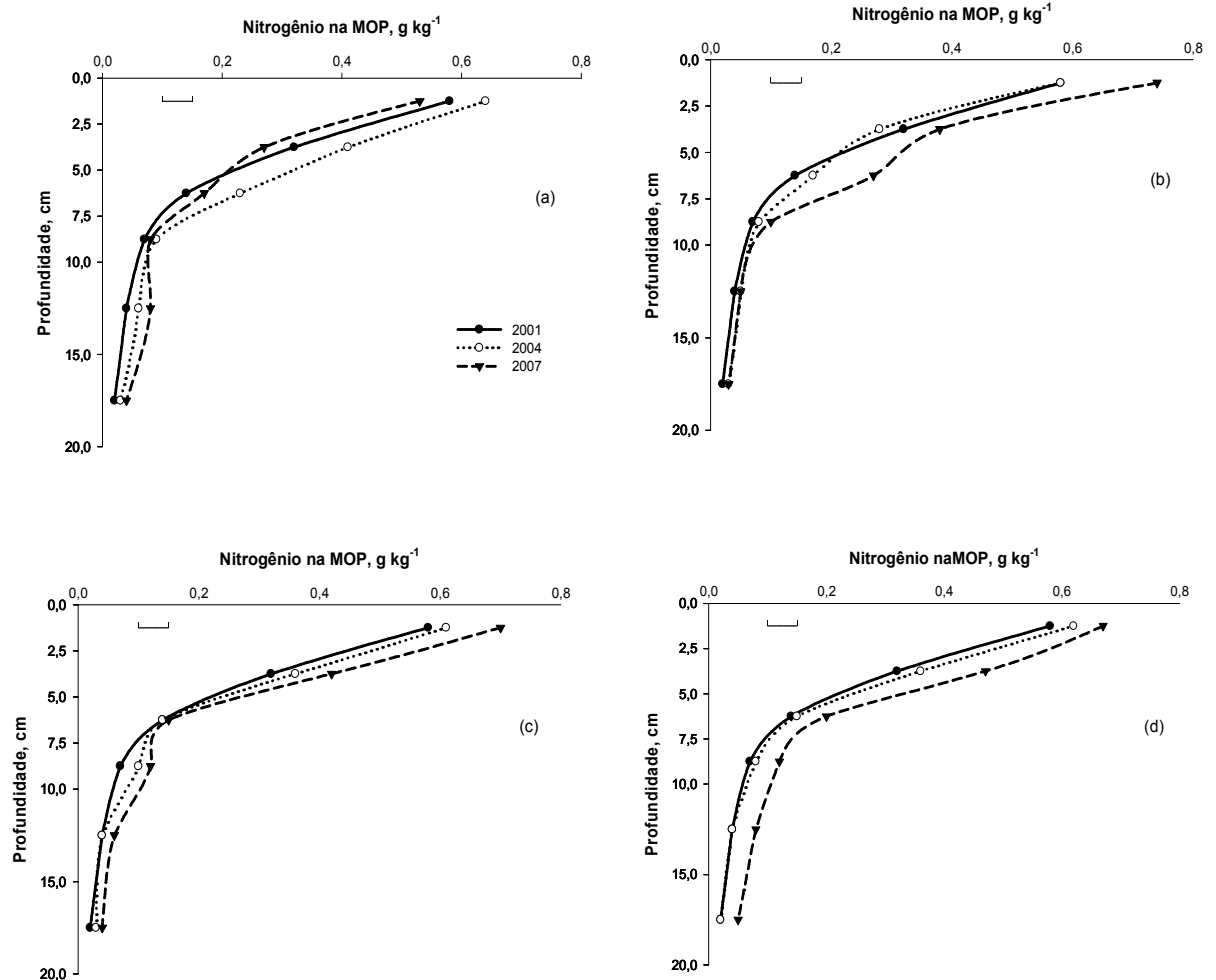 Nitrogênio na MOP, g kg-1
0,0 0,2 0,4 0,6 0,8
0,0
2,5
5,0
7,5
10,0
15,0
20,0
Profundidade, cm
(a)
2001
2004
2007
Nitrogênio na MOP, g kg-1
0,0 0,2 0,4 0,6 0,8
0,0
2,5
5,0
7,5
10,0
15,0
20,0
Profundidade, cm
(b)
Nitrogênio na MOP, g kg-1
0,0 0,2 0,4 0,6 0,8
0,0
2,5
5,0
7,5
10,0
15,0
20,0
Profundidade, cm
(c)
Nitrogênio naMOP, g kg-1
0,0 0,2 0,4 0,6 0,8
0,0
2,5
5,0
7,5
10,0
15,0
20,0
Profundidade, cm
(d)